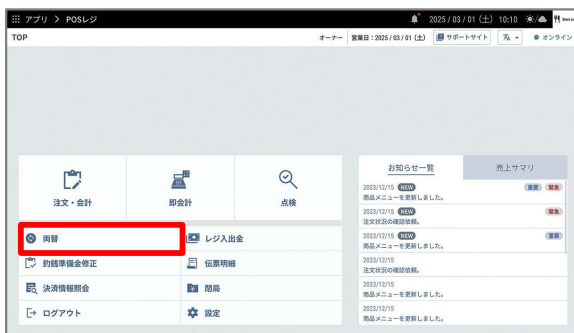 アプリ > POSレジ
2025 / 03 / 01 (土) 10:10
TOP
オーナー 営業日：2025 / 03 / 01 (土) サポートサイト オンライン
注文・会計
即会計
点検
両替
レジ入出金
釣銭準備金修正
伝票明細
決済情報照会
閉局
ログアウト
設定
お知らせ一覧
売上サマリ
2023/12/15 NEW 重要 緊急
商品メニューを更新しました。
2023/12/15 NEW 緊急
注文状況の確認依頼。
2023/12/15 NEW 重要
商品メニューを更新しました。
2023/12/15
注文状況の確認依頼。
2023/12/15
商品メニューを更新しました。
2023/12/15
商品メニューを更新しました。